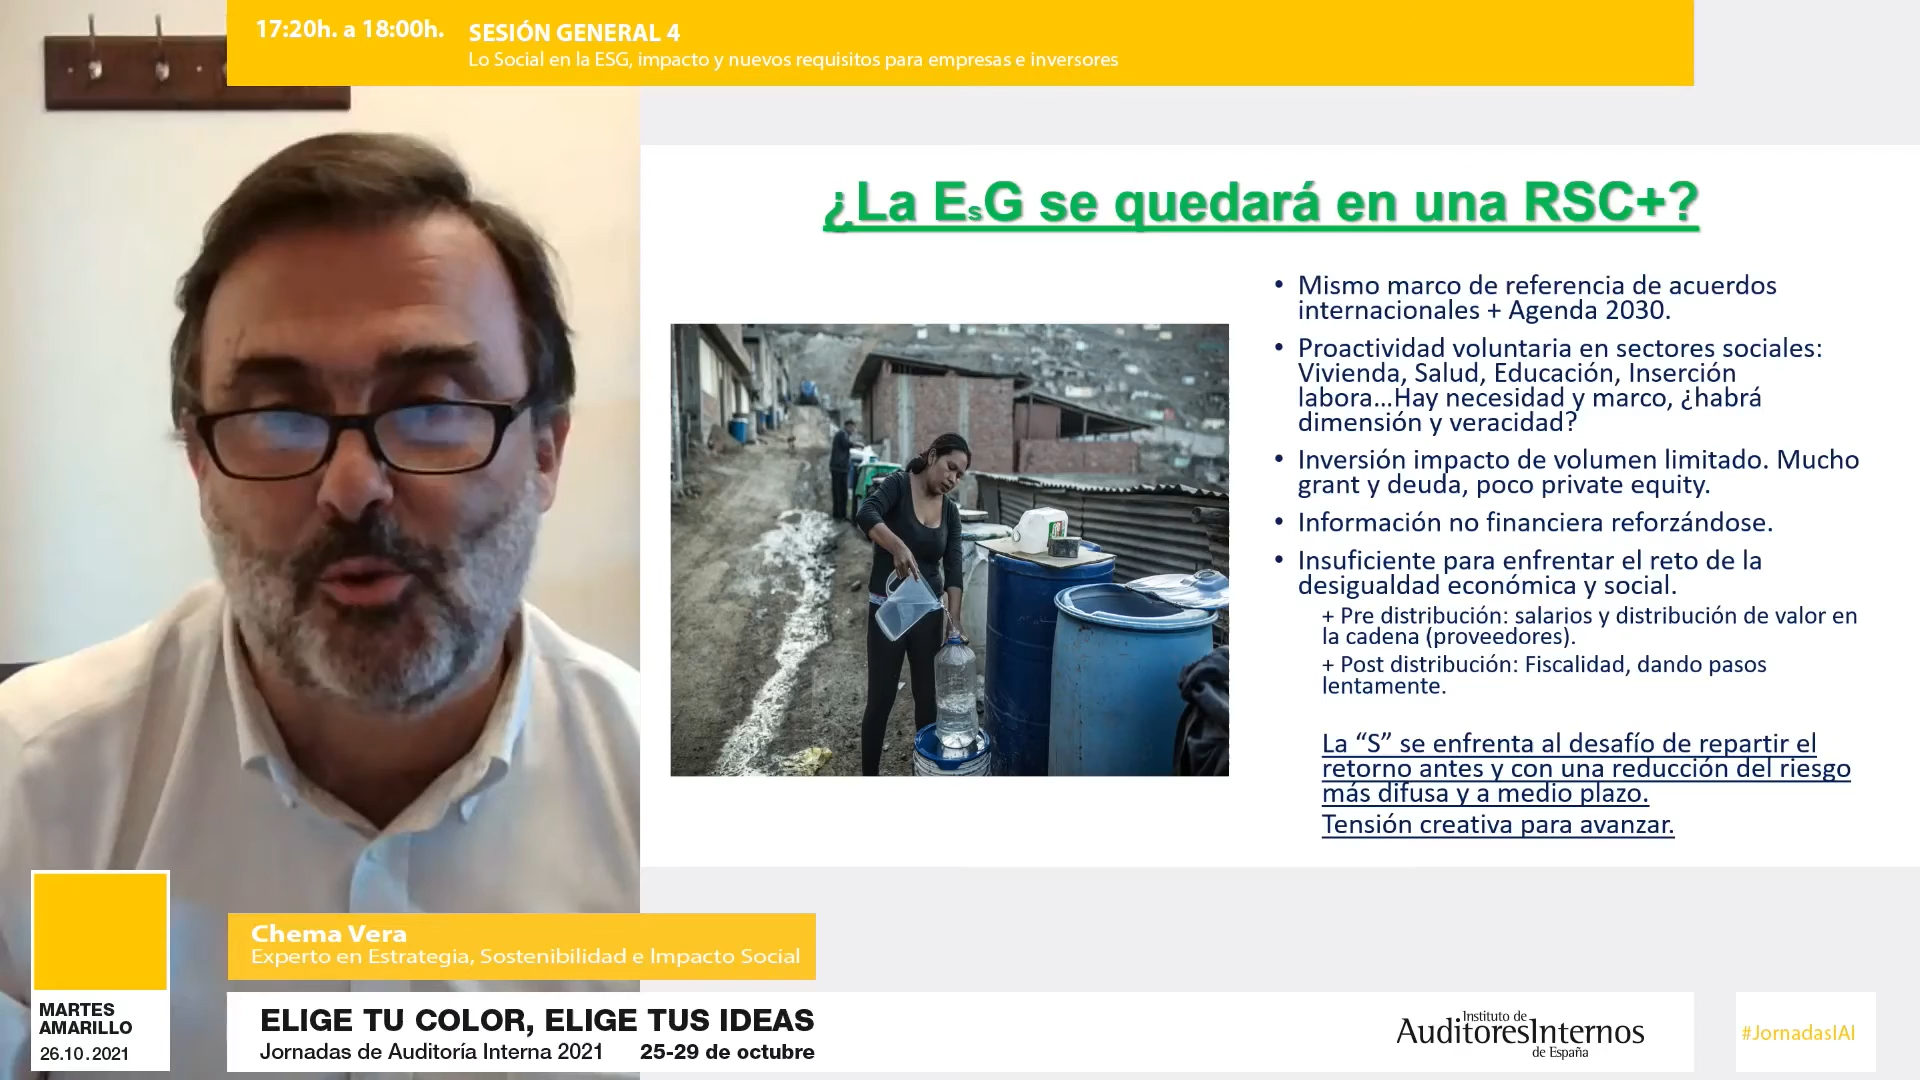 17:20h. a 18:00h.
SESIÓN GENERAL 4
Lo Social en la ESG, impacto y nuevos requisitos para empresas e inversores
¿La EsG se quedará en una RSC+?
• Mismo marco de referencia de acuerdos
internacionales + Agenda 2030.
• Proactividad voluntaria en sectores sociales:
Vivienda, Salud, Educación, Inserción
labora...Hay necesidad y marco, ¿habrá
dimensión y veracidad?
• Inversión impacto de volumen limitado. Mucho
grant y deuda, poco private equity.
• Información no financiera reforzándose.
• Insuficiente para enfrentar el reto de la
desigualdad económica y social.
+ Pre distribución: salarios y distribución de valor en
la cadena (proveedores).
+ Post distribución: Fiscalidad, dando pasos
lentamente.
La “S” se enfrenta al desafío de repartir el
retorno antes y con una reducción del riesgo
más difusa y a medio plazo.
Tensión creativa para avanzar.
Chema Vera
Experto en Estrategia, Sostenibilidad e Impacto Social
MARTES
AMARILLO
26.10.2021
ELIGE TU COLOR, ELIGE TUS IDEAS
Jornadas de Auditoría Interna 2021 25-29 de octubre
Instituto de
AuditoresInternos
de España
#JornadasIAI